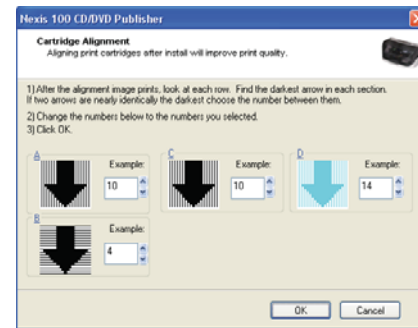 Nexis 100 CD/DVD Publisher
Cartridge Alignment
Aligning print cartridges after install will improve print quality.
1) After the alignment image prints, look at each row. Find the darkest arrow in each section.
If two arrows are nearly identically the darkest choose the number between them.
2) Change the numbers below to the numbers you selected.
3) Click OK.
A
Example:
10
C
Example:
10
D
Example:
14
B
Example:
4
OK
Cancel